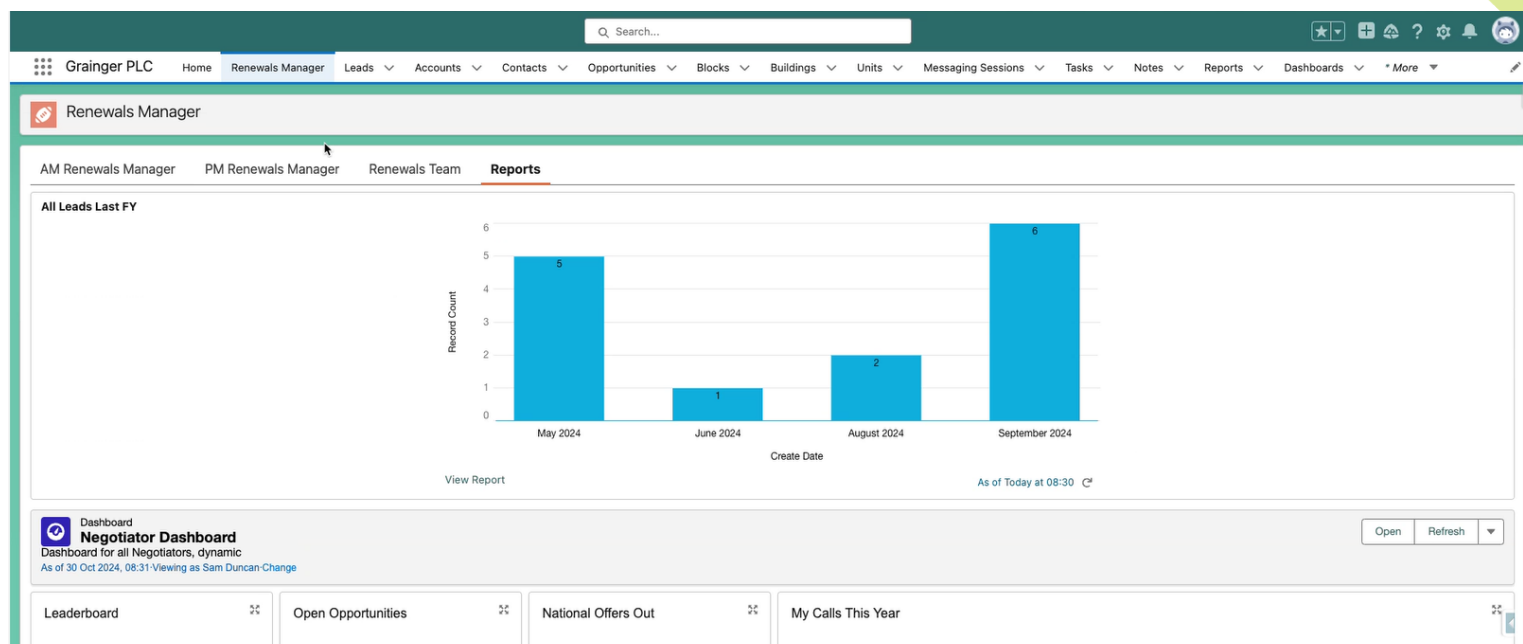 Search...
Grainger PLC Home Renewals Manager Leads Accounts Contacts Opportunities Blocks Buildings Units Messaging Sessions Tasks Notes Reports Dashboards * More
Renewals Manager
AM Renewals Manager PM Renewals Manager Renewals Team Reports
All Leads Last FY
6
5
4
3
2
1
0
Record Count
5
1
2
6
May 2024 June 2024 August 2024 September 2024
Create Date
View Report As of Today at 08:30
Dashboard
Negotiator Dashboard
Dashboard for all Negotiators, dynamic
As of 30 Oct 2024, 08:31·Viewing as Sam Duncan·Change
Open Refresh
Leaderboard Open Opportunities National Offers Out My Calls This Year